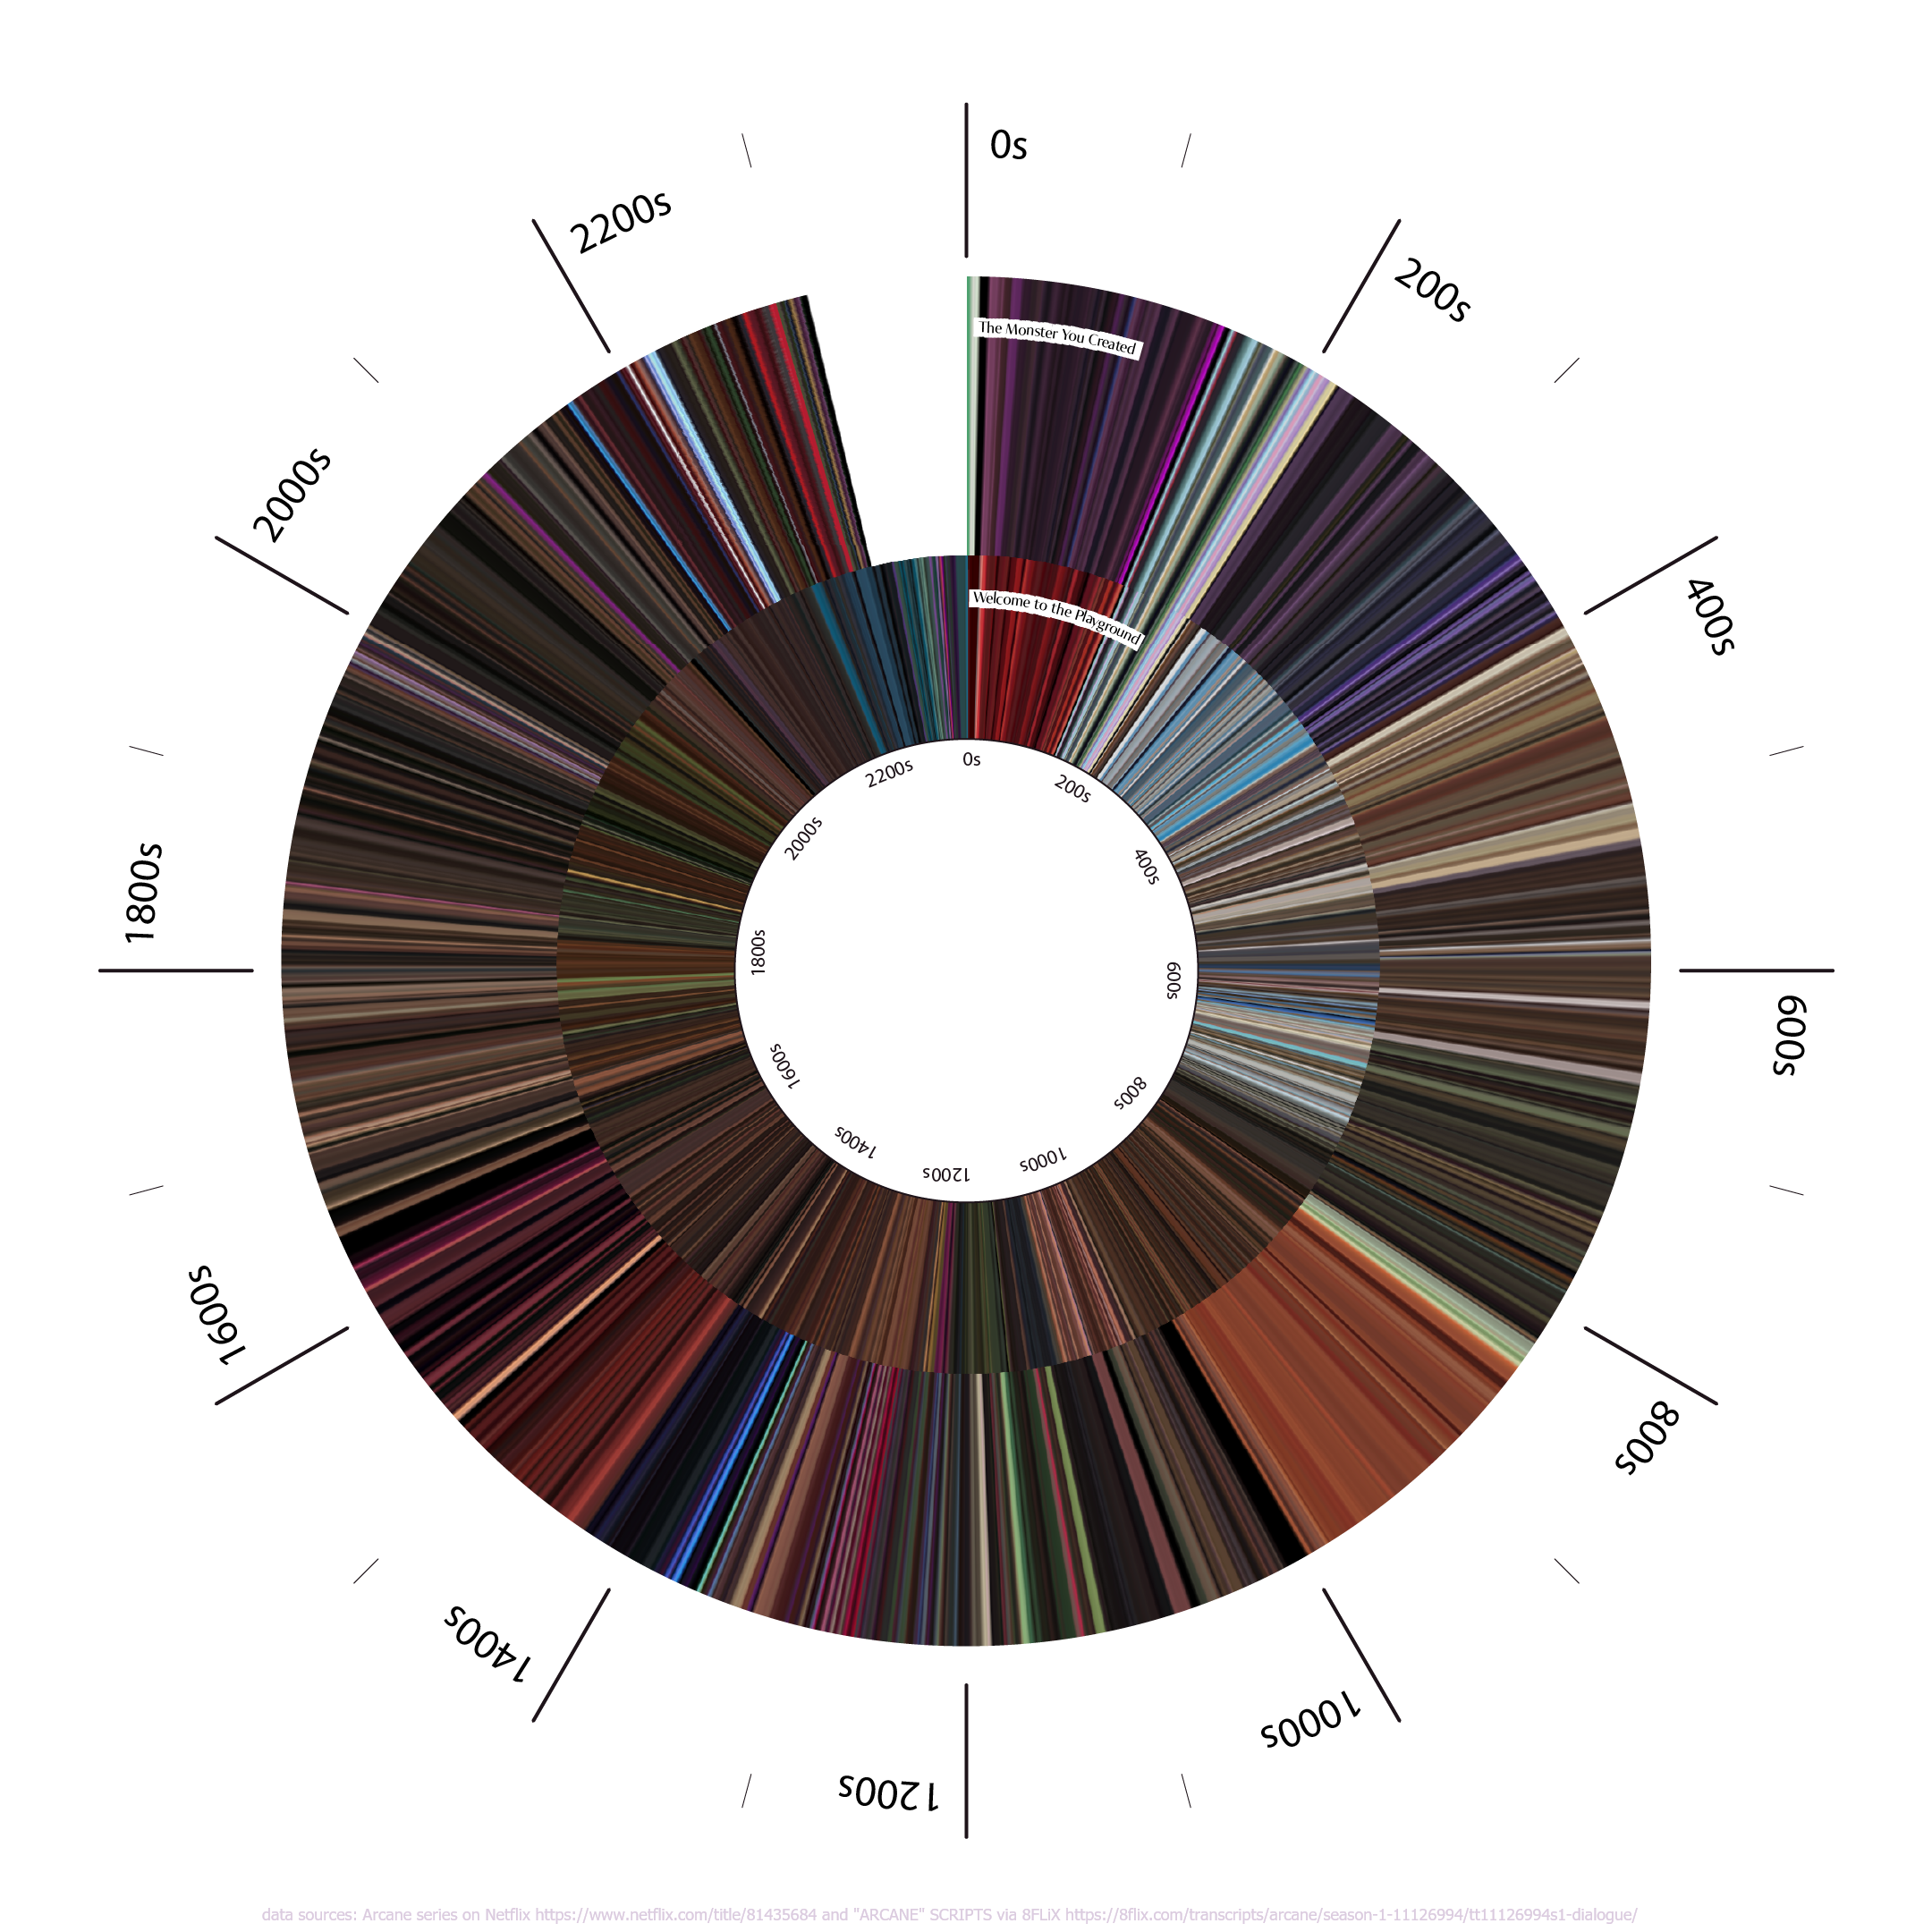 0s
200s
400s
600s
800s
1000s
1200s
1400s
1600s
1800s
2000s
2200s
The Monster You Created
Welcome to the Playground
0s
200s
400s
600s
800s
1000s
1200s
1400s
1600s
1800s
2000s
2200s
data sources: Arcane series on Netflix https://www.netflix.com/title/81435684 and "ARCANE" SCRIPTS via 8FLiX https://8flix.com/transcripts/arcane/season-1-11126994/tt11126994s1-dialogue/